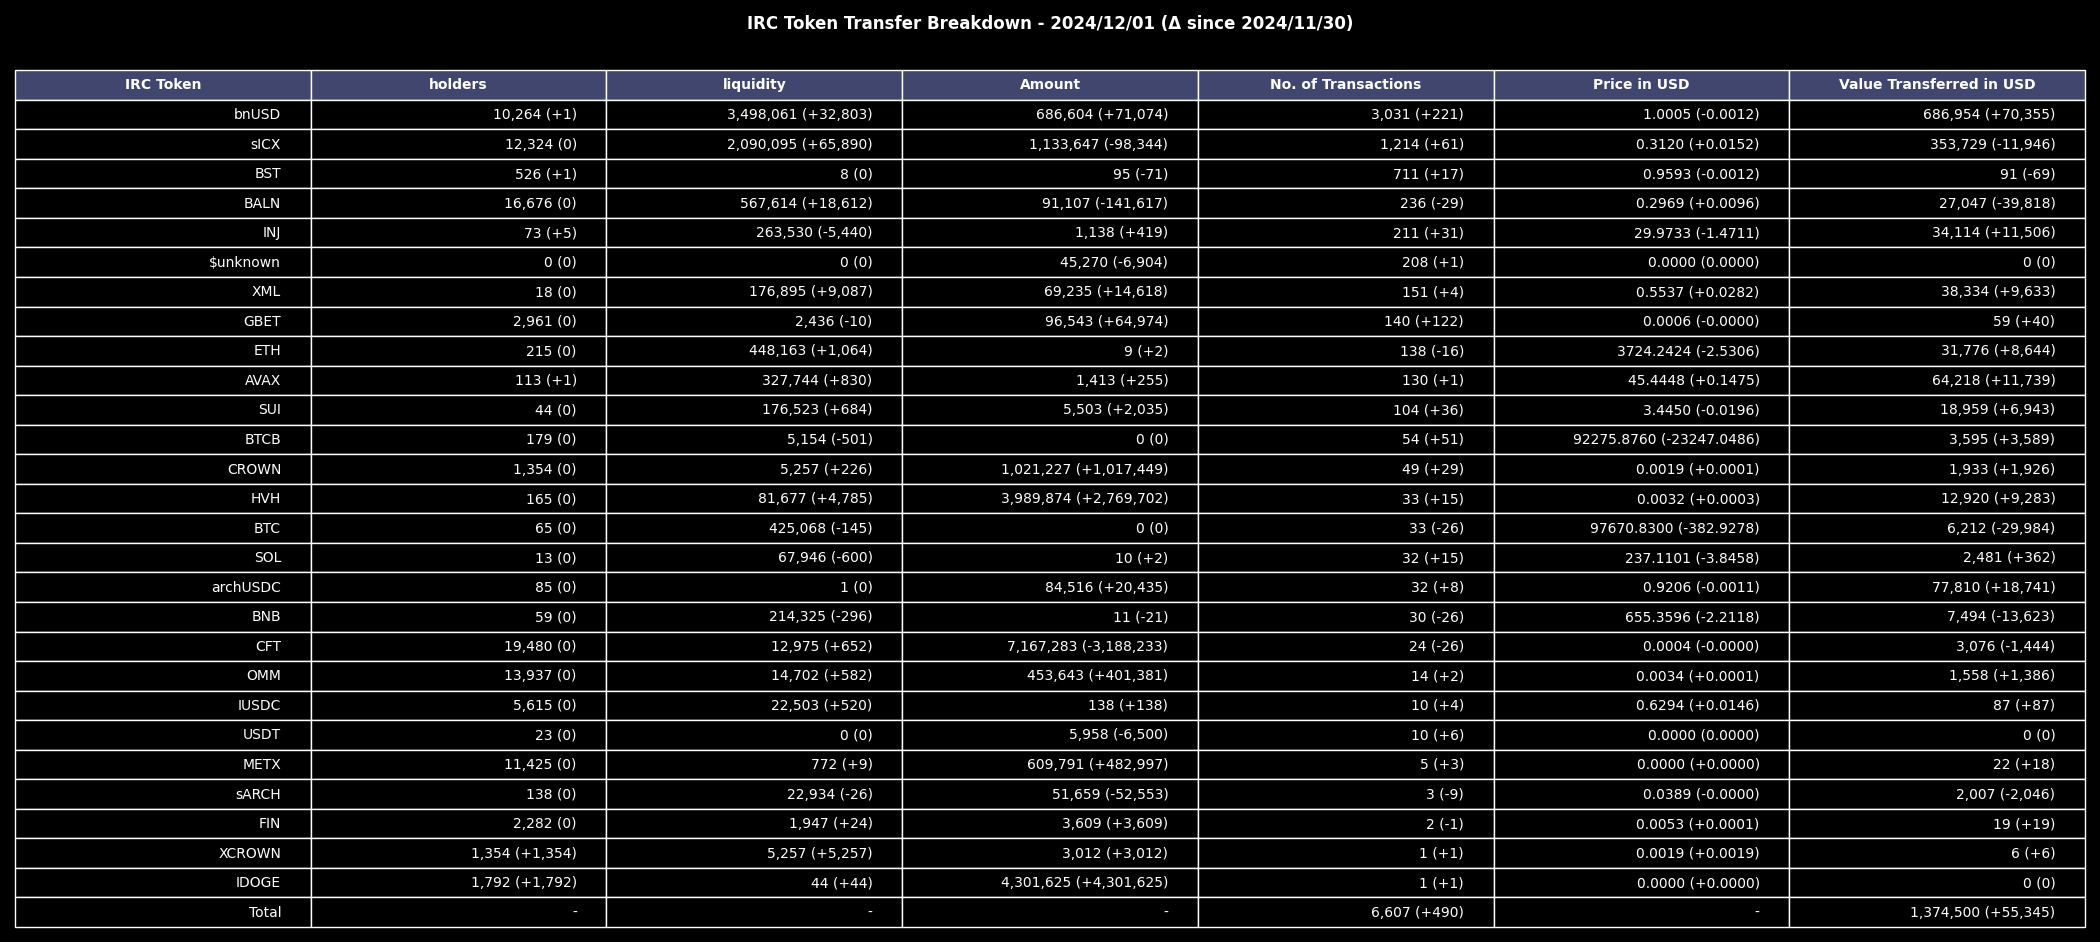 IRC Token Transfer Breakdown - 2024/12/01 (Δ since 2024/11/30)
IRC Token holders liquidity Amount No. of Transactions Price in USD Value Transferred in USD
bnUSD 10,264 (+1) 3,498,061 (+32,803) 686,604 (+71,074) 3,031 (+221) 1.0005 (-0.0012) 686,954 (+70,355)
sICX 12,324 (0) 2,090,095 (+65,890) 1,133,647 (-98,344) 1,214 (+61) 0.3120 (+0.0152) 353,729 (-11,946)
BST 526 (+1) 8 (0) 95 (-71) 711 (+17) 0.9593 (-0.0012) 91 (-69)
BALN 16,676 (0) 567,614 (+18,612) 91,107 (-141,617) 236 (-29) 0.2969 (+0.0096) 27,047 (-39,818)
INJ 73 (+5) 263,530 (-5,440) 1,138 (+419) 211 (+31) 29.9733 (-1.4711) 34,114 (+11,506)
$unknown 0 (0) 0 (0) 45,270 (-6,904) 208 (+1) 0.0000 (0.0000) 0 (0)
XML 18 (0) 176,895 (+9,087) 69,235 (+14,618) 151 (+4) 0.5537 (+0.0282) 38,334 (+9,633)
GBET 2,961 (0) 2,436 (-10) 96,543 (+64,974) 140 (+122) 0.0006 (-0.0000) 59 (+40)
ETH 215 (0) 448,163 (+1,064) 9 (+2) 138 (-16) 3724.2424 (-2.5306) 31,776 (+8,644)
AVAX 113 (+1) 327,744 (+830) 1,413 (+255) 130 (+1) 45.4448 (+0.1475) 64,218 (+11,739)
SUI 44 (0) 176,523 (+684) 5,503 (+2,035) 104 (+36) 3.4450 (-0.0196) 18,959 (+6,943)
BTCB 179 (0) 5,154 (-501) 0 (0) 54 (+51) 92275.8760 (-23247.0486) 3,595 (+3,589)
CROWN 1,354 (0) 5,257 (+226) 1,021,227 (+1,017,449) 49 (+29) 0.0019 (+0.0001) 1,933 (+1,926)
HVH 165 (0) 81,677 (+4,785) 3,989,874 (+2,769,702) 33 (+15) 0.0032 (+0.0003) 12,920 (+9,283)
BTC 65 (0) 425,068 (-145) 0 (0) 33 (-26) 97670.8300 (-382.9278) 6,212 (-29,984)
SOL 13 (0) 67,946 (-600) 10 (+2) 32 (+15) 237.1101 (-3.8458) 2,481 (+362)
archUSDC 85 (0) 1 (0) 84,516 (+20,435) 32 (+8) 0.9206 (-0.0011) 77,810 (+18,741)
BNB 59 (0) 214,325 (-296) 11 (-21) 30 (-26) 655.3596 (-2.2118) 7,494 (-13,623)
CFT 19,480 (0) 12,975 (+652) 7,167,283 (-3,188,233) 24 (-26) 0.0004 (-0.0000) 3,076 (-1,444)
OMM 13,937 (0) 14,702 (+582) 453,643 (+401,381) 14 (+2) 0.0034 (+0.0001) 1,558 (+1,386)
IUSDC 5,615 (0) 22,503 (+520) 138 (+138) 10 (+4) 0.6294 (+0.0146) 87 (+87)
USDT 23 (0) 0 (0) 5,958 (-6,500) 10 (+6) 0.0000 (0.0000) 0 (0)
METX 11,425 (0) 772 (+9) 609,791 (+482,997) 5 (+3) 0.0000 (+0.0000) 22 (+18)
sARCH 138 (0) 22,934 (-26) 51,659 (-52,553) 3 (-9) 0.0389 (-0.0000) 2,007 (-2,046)
FIN 2,282 (0) 1,947 (+24) 3,609 (+3,609) 2 (-1) 0.0053 (+0.0001) 19 (+19)
XCROWN 1,354 (+1,354) 5,257 (+5,257) 3,012 (+3,012) 1 (+1) 0.0019 (+0.0019) 6 (+6)
IDOGE 1,792 (+1,792) 44 (+44) 4,301,625 (+4,301,625) 1 (+1) 0.0000 (+0.0000) 0 (0)
Total - - - 6,607 (+490) - 1,374,500 (+55,345)